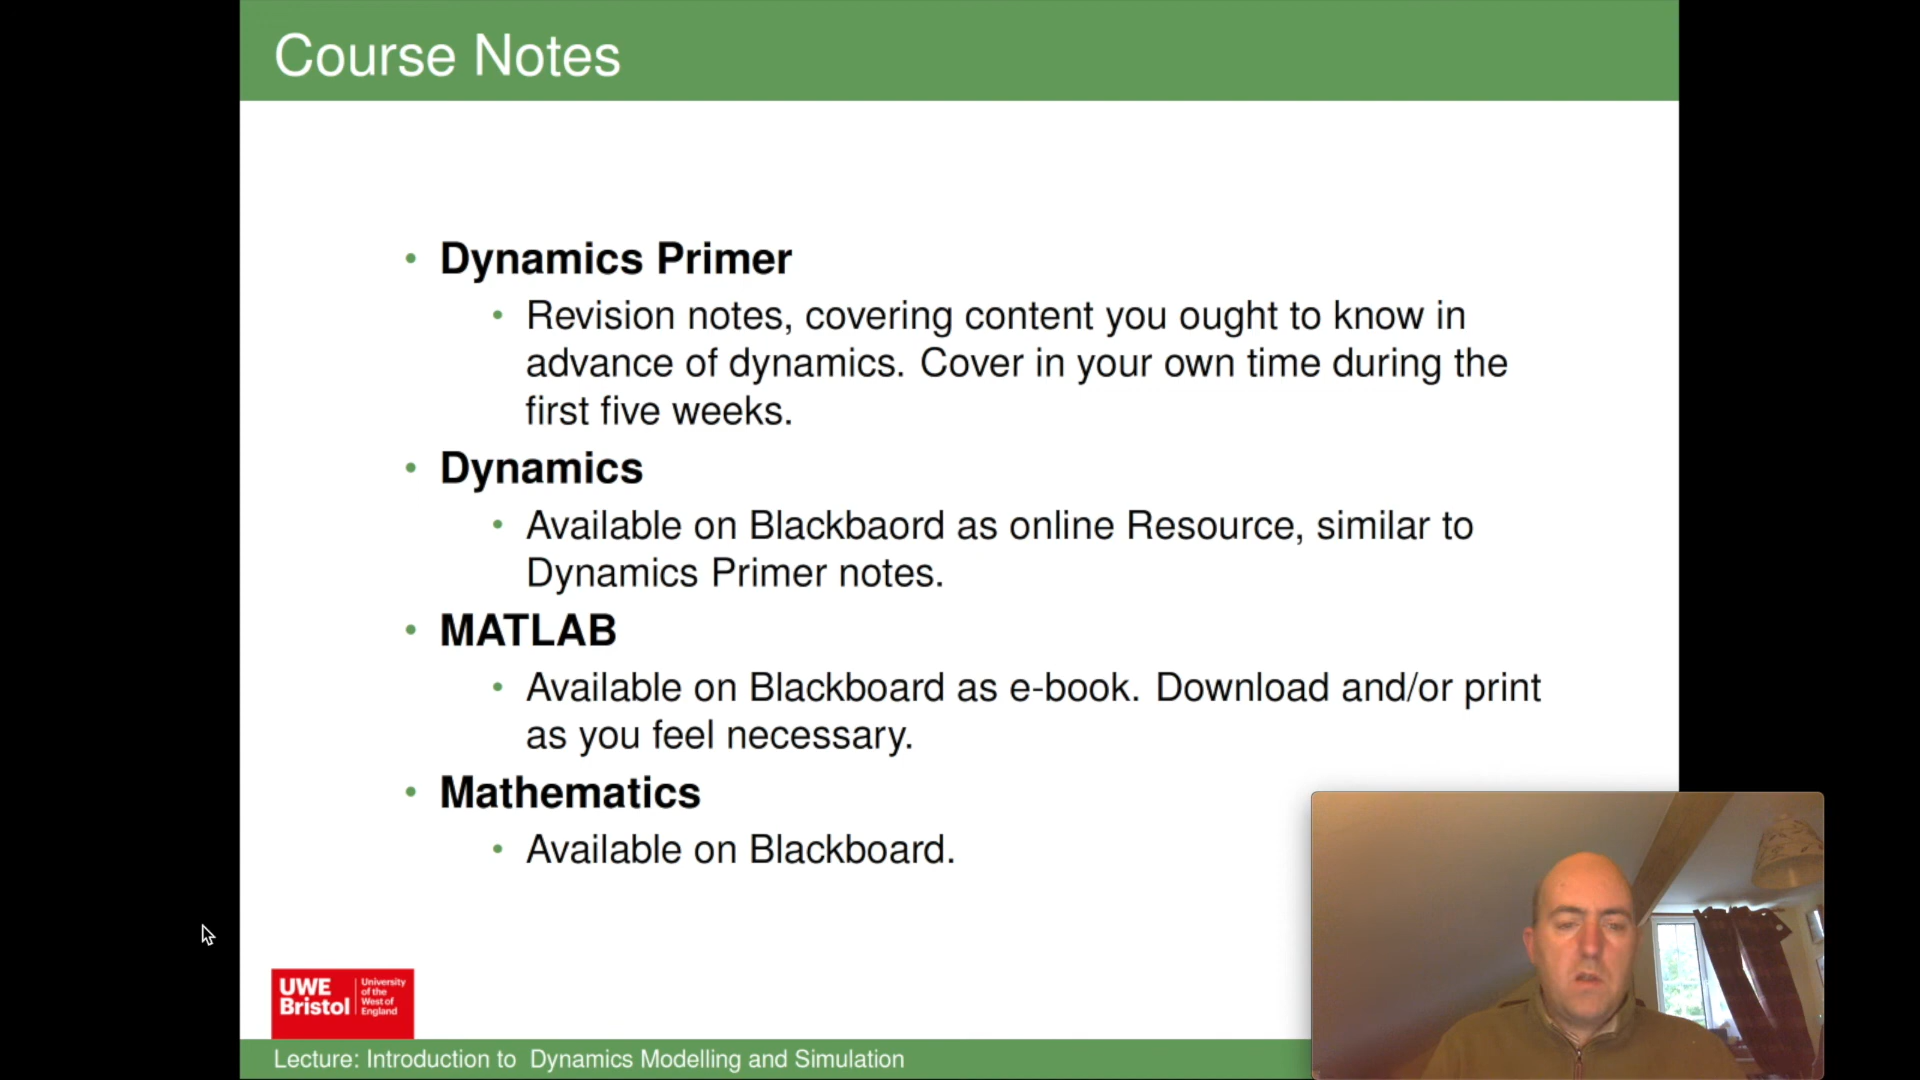 Course Notes
• Dynamics Primer
• Revision notes, covering content you ought to know in
advance of dynamics. Cover in your own time during the
first five weeks.
• Dynamics
• Available on Blackbaord as online Resource, similar to
Dynamics Primer notes.
• MATLAB
• Available on Blackboard as e-book. Download and/or print
as you feel necessary.
• Mathematics
• Available on Blackboard.
UWE
Bristol
University
of the
West of
England
Lecture: Introduction to Dynamics Modelling and Simulation